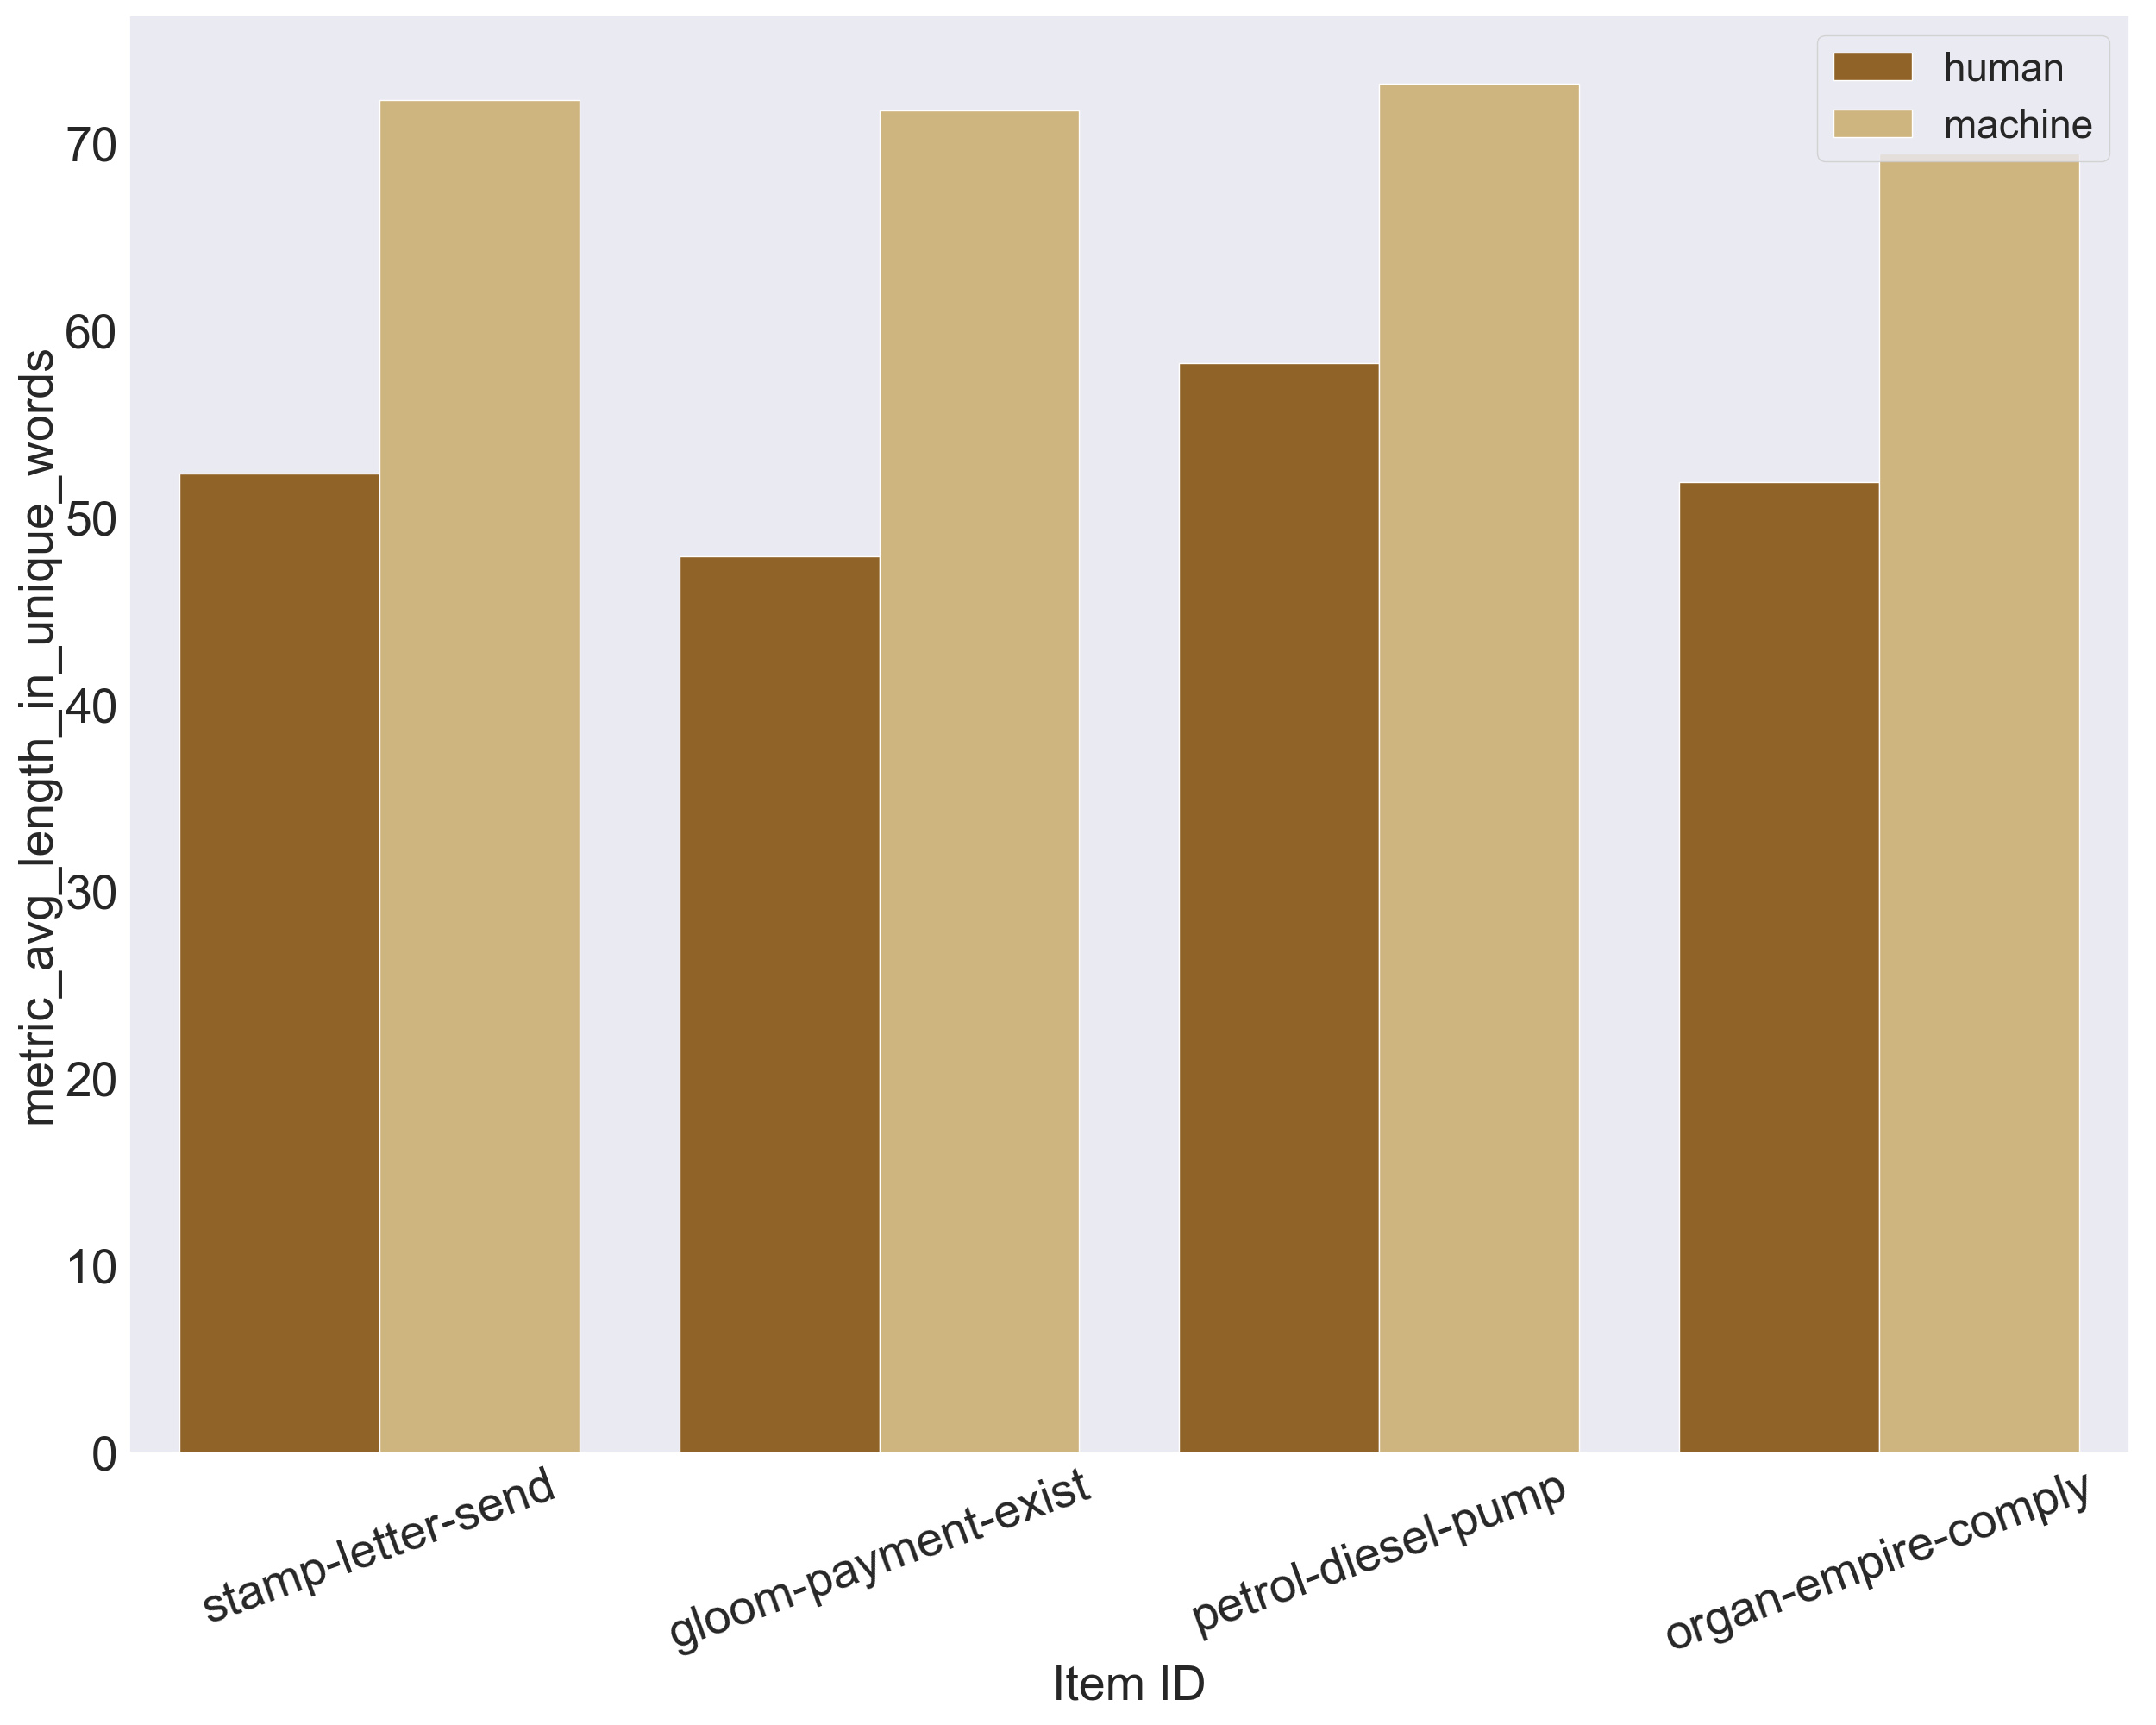 human
machine
70
60
50
40
30
20
10
0
metric_avg_length_in_unique_words
stamp-letter-send
gloom-payment-exist
petrol-diesel-pump
organ-empire-comply
Item ID